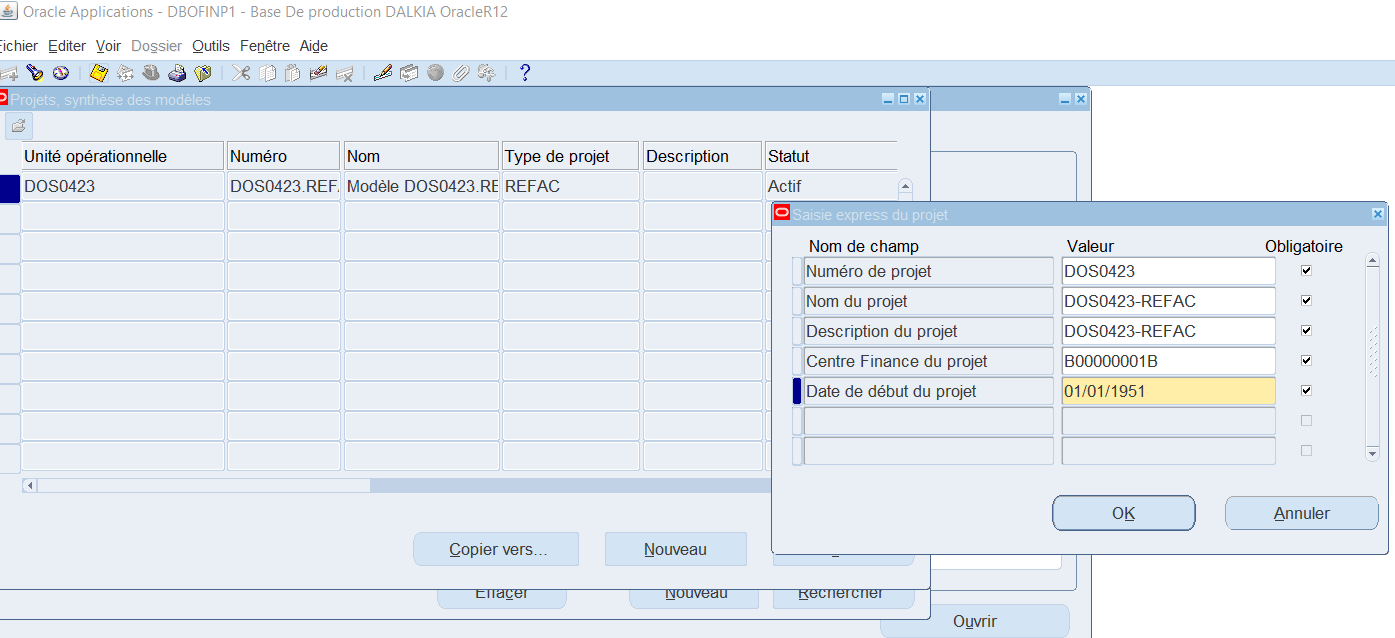 Oracle Applications - DBOFINP1 - Base De production DALKIA OracleR12
ichier Editer Voir Dossier Outils Fenêtre Aide
Projets, synthèse des modèles
Unité opérationnelle Numéro Nom Type de projet Description Statut
DOS0423 DOS0423.REF. Modèle DOS0423.RE REFAC Actif
Saisie express du projet
Nom de champ Valeur Obligatoire
Numéro de projet DOS0423
Nom du projet DOS0423-REFAC
Description du projet DOS0423-REFAC
Centre Finance du projet B00000001B
Date de début du projet 01/01/1951
OK Annuler
Copier vers... Nouveau
Effacer Nouveau Rechercher
Ouvrir